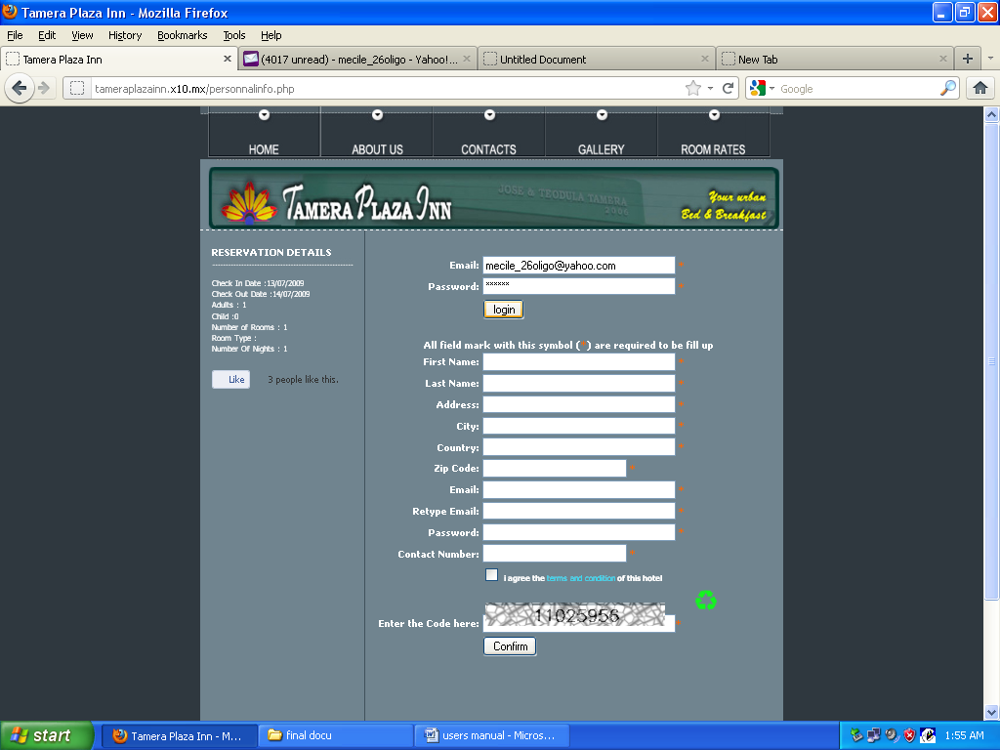 Tamera Plaza Inn - Mozilla Firefox
File Edit View History Bookmarks Tools Help
Tamera Plaza Inn
(4017 unread) - mecile_26oligo - Yahoo!...
Untitled Document
New Tab
tameraplazainn.x10.mx/personnalinfo.php
Google
HOME ABOUT US CONTACTS GALLERY ROOM RATES
TAMERA PLAZA INN
JOSE & TEODULA TAMERA
2006
Your urban
Bed & Breakfast
RESERVATION DETAILS
Check In Date :13/07/2009
Check Out Date :14/07/2009
Adults : 1
Child :0
Number of Rooms : 1
Room Type :
Number Of Nights : 1
Like 3 people like this.
Email: mecile_26oligo@yahoo.com *
Password: ****** *
login
All field mark with this symbol ( * ) are required to be fill up
First Name: *
Last Name: *
Address: *
City: *
Country: *
Zip Code: *
Email: *
Retype Email: *
Password: *
Contact Number: *
I agree the terms and condition of this hotel
11025956
Enter the Code here: *
Confirm
start
Tamera Plaza Inn - M...
final docu
users manual - Micros...
1:55 AM